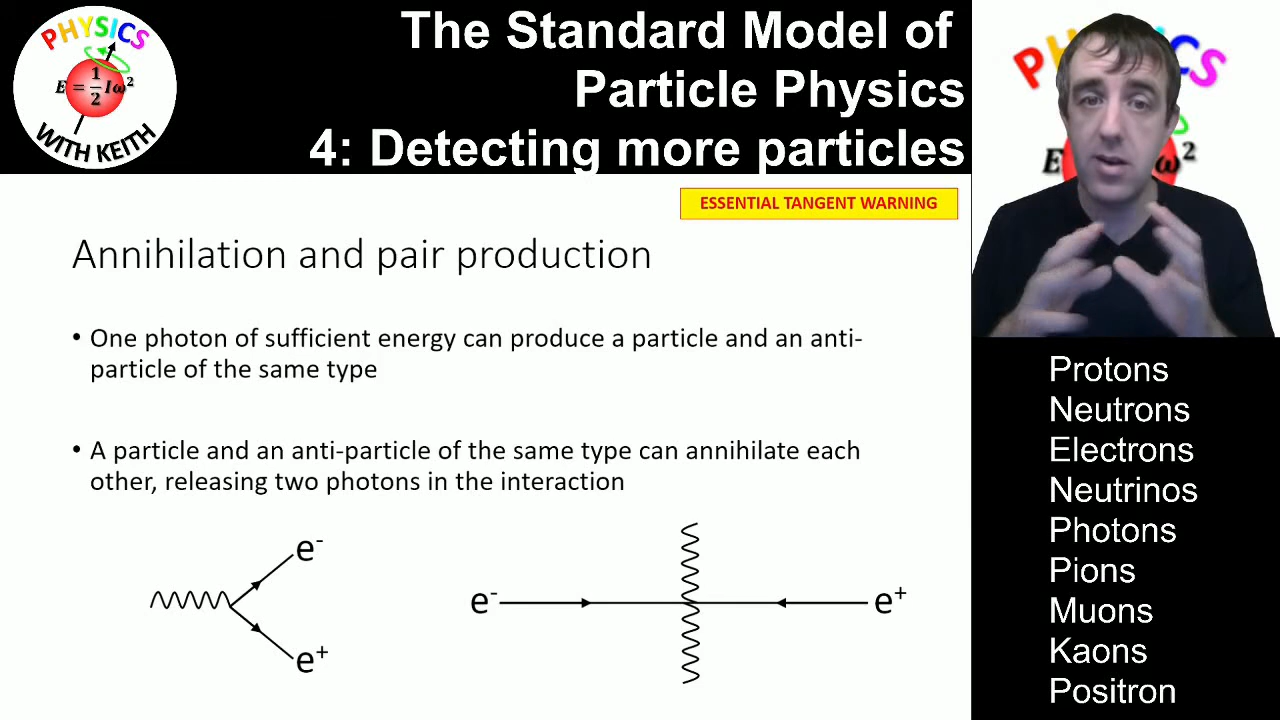 PHYSICS
E = 1/2 Iω²
WITH KEITH
The Standard Model of
Particle Physics
4: Detecting more particles
ESSENTIAL TANGENT WARNING
Annihilation and pair production
• One photon of sufficient energy can produce a particle and an anti-
particle of the same type
• A particle and an anti-particle of the same type can annihilate each
other, releasing two photons in the interaction
e⁻
e⁺
e⁻
e⁺
Protons
Neutrons
Electrons
Neutrinos
Photons
Pions
Muons
Kaons
Positron